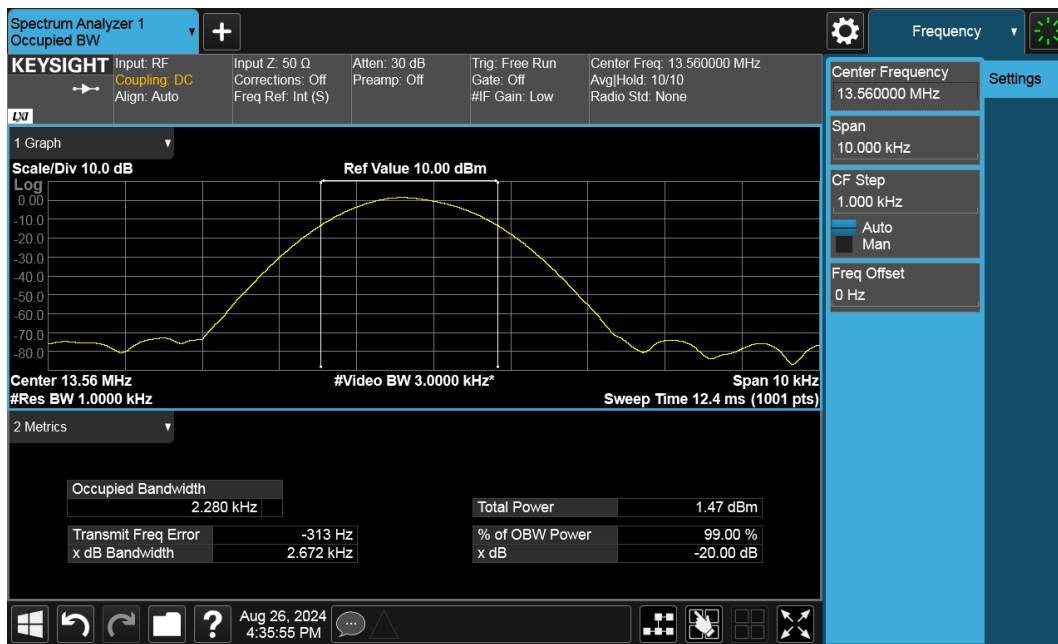 Spectrum Analyzer 1
Occupied BW
+
Frequency
KEYSIGHT
LXI
Input: RF
Coupling: DC
Align: Auto
Input Z: 50 Ω
Corrections: Off
Freq Ref: Int (S)
Atten: 30 dB
Preamp: Off
Trig: Free Run
Gate: Off
#IF Gain: Low
Center Freq: 13.560000 MHz
Avg|Hold: 10/10
Radio Std: None
Center Frequency
13.560000 MHz
Settings
Span
10.000 kHz
CF Step
1.000 kHz
Auto
Man
Freq Offset
0 Hz
1 Graph
Scale/Div 10.0 dB
Ref Value 10.00 dBm
Log
0.00
-10.0
-20.0
-30.0
-40.0
-50.0
-60.0
-70.0
-80.0
Center 13.56 MHz
#Video BW 3.0000 kHz*
Span 10 kHz
#Res BW 1.0000 kHz
Sweep Time 12.4 ms (1001 pts)
2 Metrics
Occupied Bandwidth
2.280 kHz
Total Power 1.47 dBm
Transmit Freq Error -313 Hz
% of OBW Power 99.00 %
x dB Bandwidth 2.672 kHz
x dB -20.00 dB
?
Aug 26, 2024
4:35:55 PM